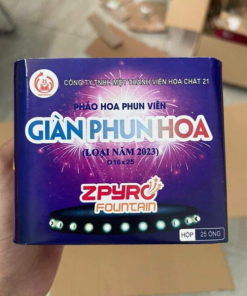 CÔNG TY TNHH MỘT THÀNH VIÊN HÓA CHẤT 21
PHÁO HOA PHUN VIÊN
GIÀN PHUN HOA
(LOẠI NĂM 2023)
D16x25
ZPYRO
FOUNTAIN
HỘP 25 ỐNG